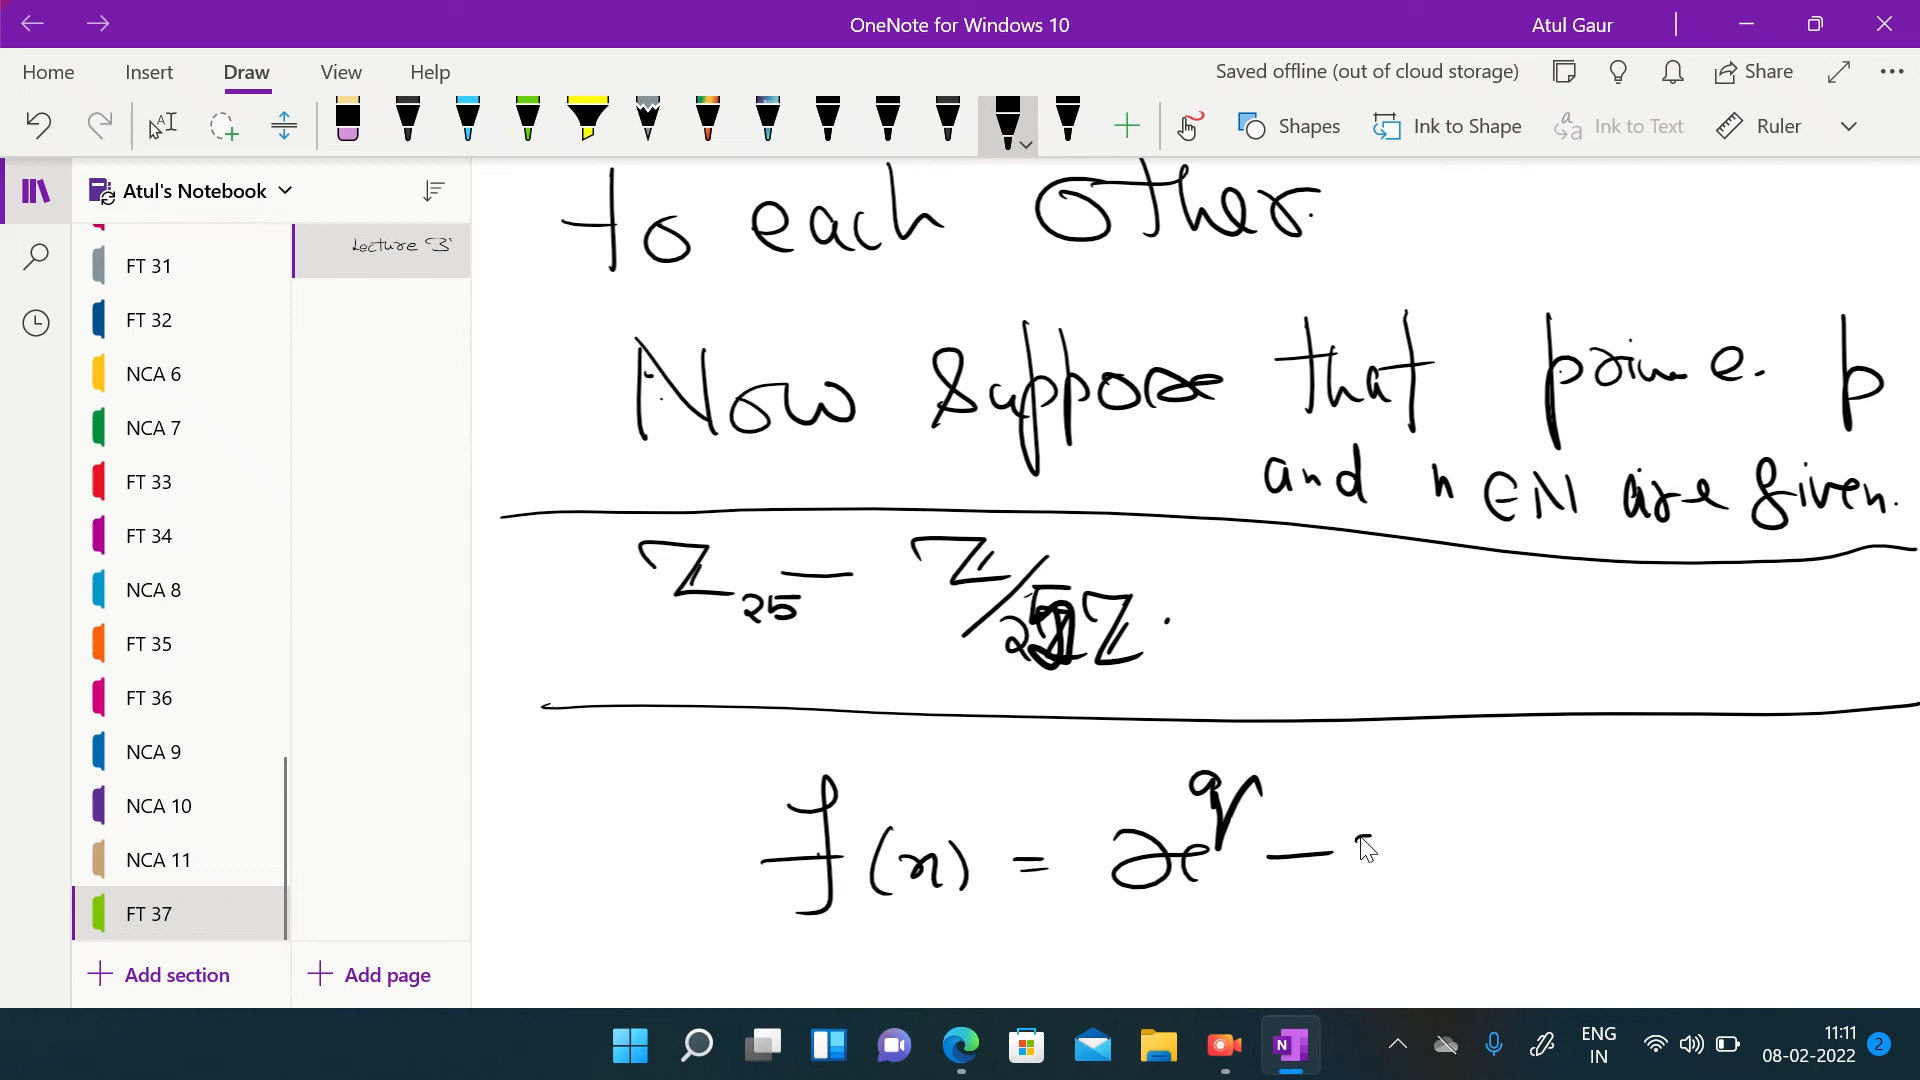 OneNote for Windows 10
Atul Gaur
Home Insert Draw View Help
Saved offline (out of cloud storage)
Share
Shapes
Ink to Shape
Ink to Text
Ruler
Atul's Notebook
Lecture 3
FT 31
FT 32
NCA 6
NCA 7
FT 33
FT 34
NCA 8
FT 35
FT 36
NCA 9
NCA 10
NCA 11
FT 37
Add section
Add page
to each other.
Now suppose that prime. p
and n ∈ N are given.
Z₂₅ – Z/25Z.
f(x) = x^q –
ENG
IN
11:11
08-02-2022
2